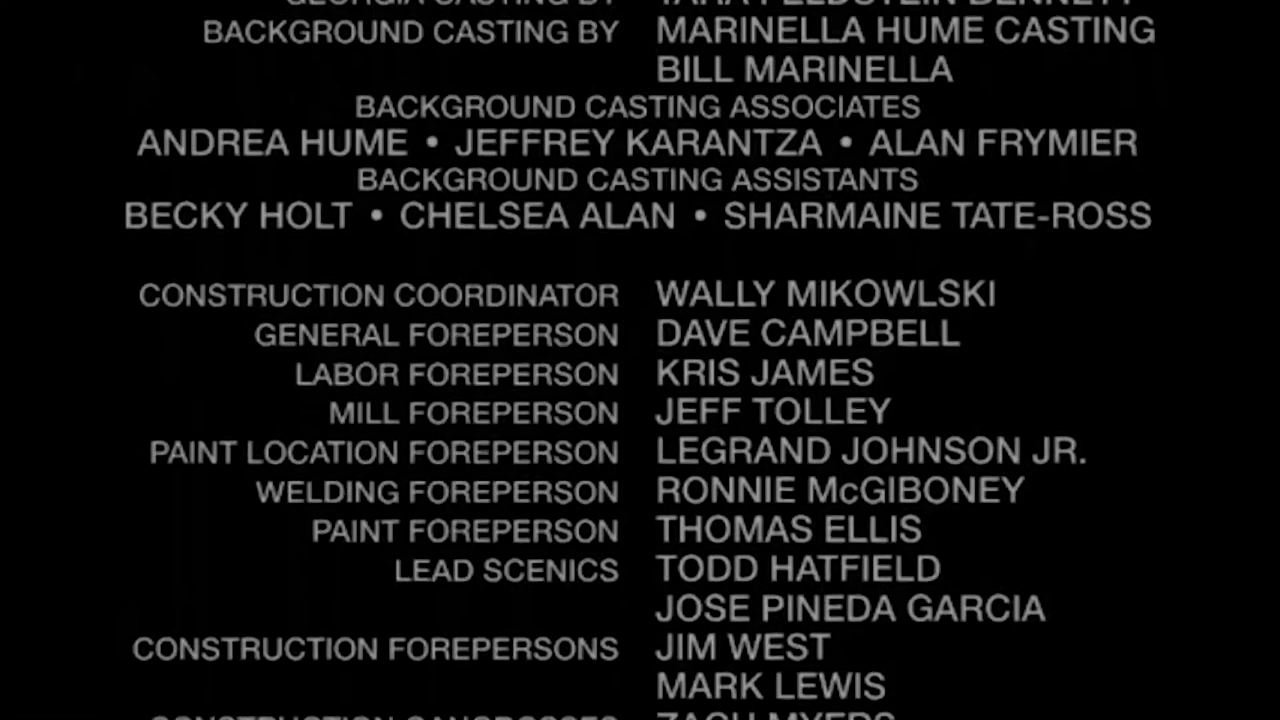 BACKGROUND CASTING BY MARINELLA HUME CASTING
BILL MARINELLA
BACKGROUND CASTING ASSOCIATES
ANDREA HUME • JEFFREY KARANTZA • ALAN FRYMIER
BACKGROUND CASTING ASSISTANTS
BECKY HOLT • CHELSEA ALAN • SHARMAINE TATE-ROSS
CONSTRUCTION COORDINATOR WALLY MIKOWLSKI
GENERAL FOREPERSON DAVE CAMPBELL
LABOR FOREPERSON KRIS JAMES
MILL FOREPERSON JEFF TOLLEY
PAINT LOCATION FOREPERSON LEGRAND JOHNSON JR.
WELDING FOREPERSON RONNIE McGIBONEY
PAINT FOREPERSON THOMAS ELLIS
LEAD SCENICS TODD HATFIELD
JOSE PINEDA GARCIA
CONSTRUCTION FOREPERSONS JIM WEST
MARK LEWIS